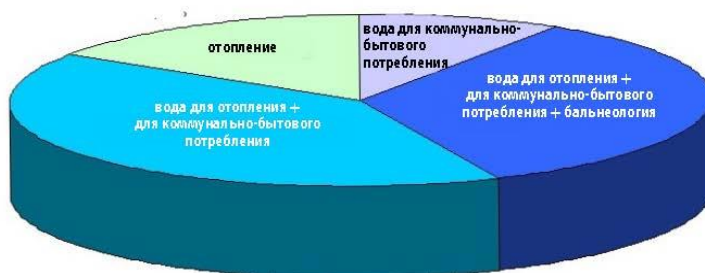 отопление
вода для коммунально-
бытового
потребления
вода для отопления +
для коммунально-бытового
потребления + бальнеология
вода для отопления +
для коммунально-бытового
потребления